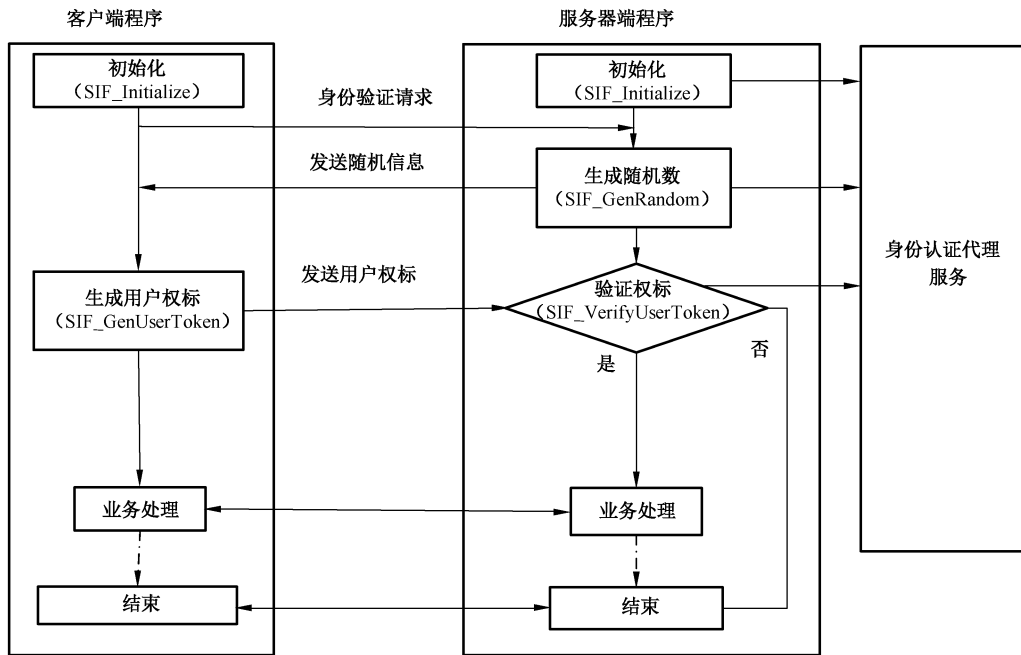 客户端程序
服务器端程序
初始化
（SIF_Initialize）
初始化
（SIF_Initialize）
身份验证请求
发送随机信息
生成随机数
（SIF_GenRandom）
身份认证代理
服务
发送用户权标
生成用户权标
（SIF_GenUserToken）
验证权标
（SIF_VerifyUserToken）
是
否
业务处理
业务处理
结束
结束